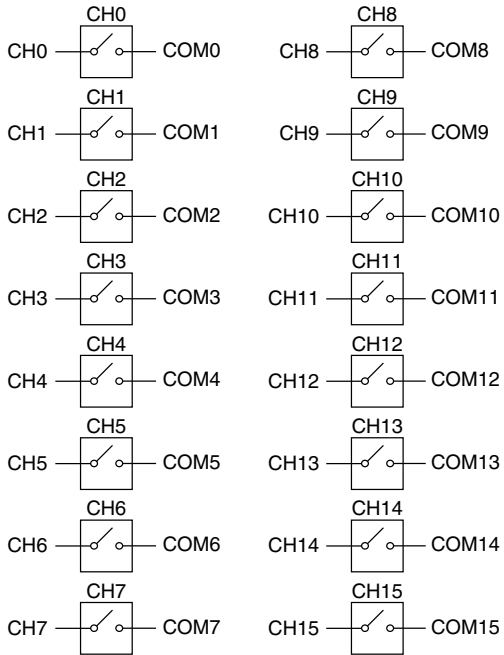 CH0
CH0 COM0
CH1
CH1 COM1
CH2
CH2 COM2
CH3
CH3 COM3
CH4
CH4 COM4
CH5
CH5 COM5
CH6
CH6 COM6
CH7
CH7 COM7
CH8
CH8 COM8
CH9
CH9 COM9
CH10
CH10 COM10
CH11
CH11 COM11
CH12
CH12 COM12
CH13
CH13 COM13
CH14
CH14 COM14
CH15
CH15 COM15